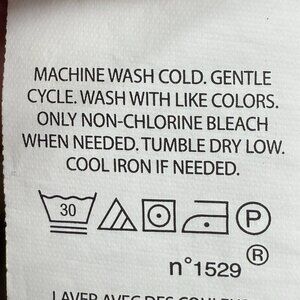 MACHINE WASH COLD. GENTLE
CYCLE. WASH WITH LIKE COLORS.
ONLY NON-CHLORINE BLEACH
WHEN NEEDED. TUMBLE DRY LOW.
COOL IRON IF NEEDED.
30 P
n°1529 ®
LAVER AVEC DES COULEURS